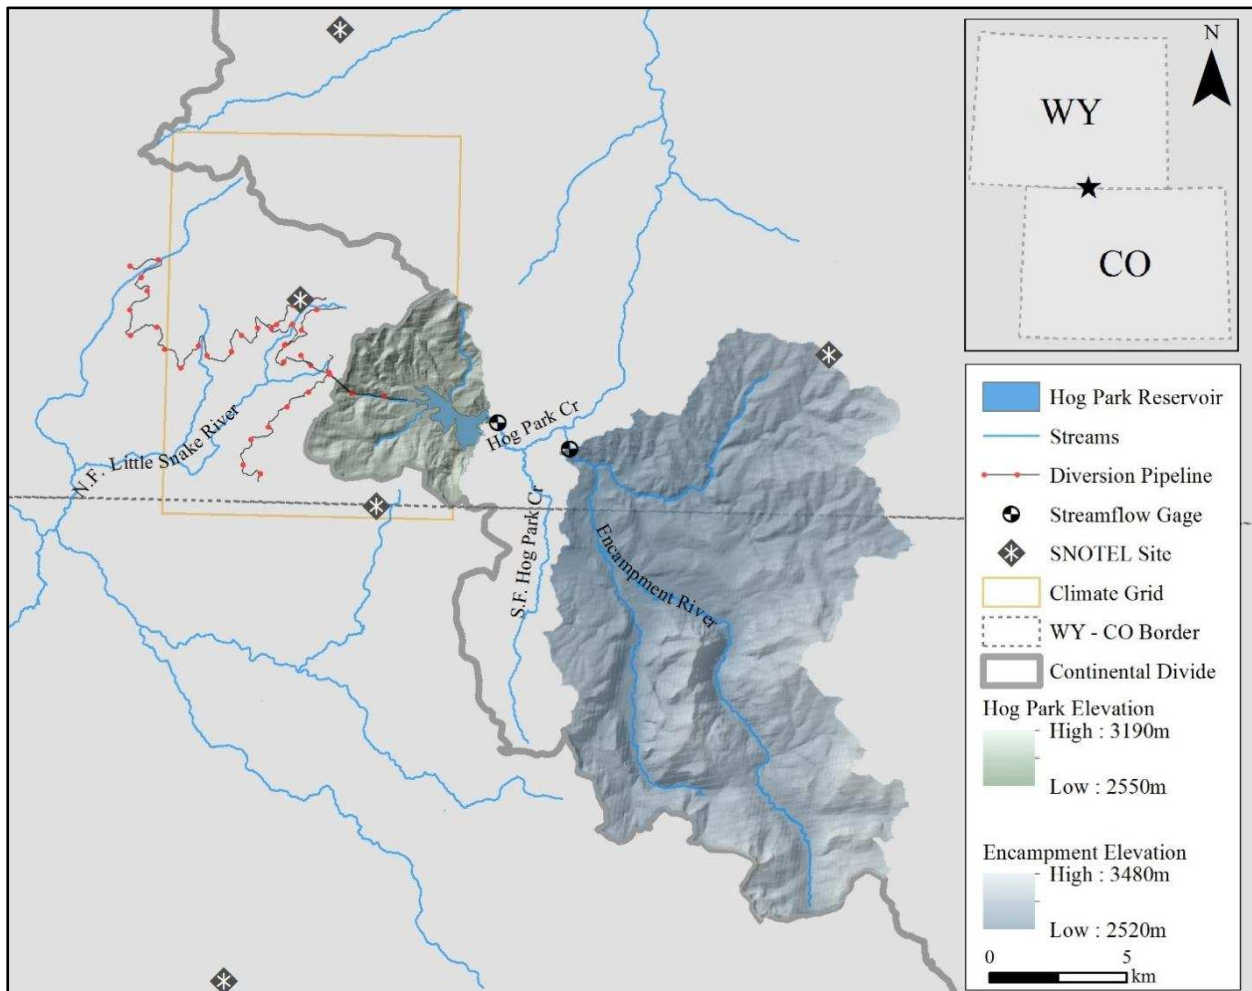 N
WY
CO
N.F. Little Snake River
Hog Park Cr
S.F. Hog Park Cr
Encampment River
Hog Park Reservoir
Streams
Diversion Pipeline
Streamflow Gage
SNOTEL Site
Climate Grid
WY - CO Border
Continental Divide
Hog Park Elevation
High : 3190m
Low : 2550m
Encampment Elevation
High : 3480m
Low : 2520m
0 5
km